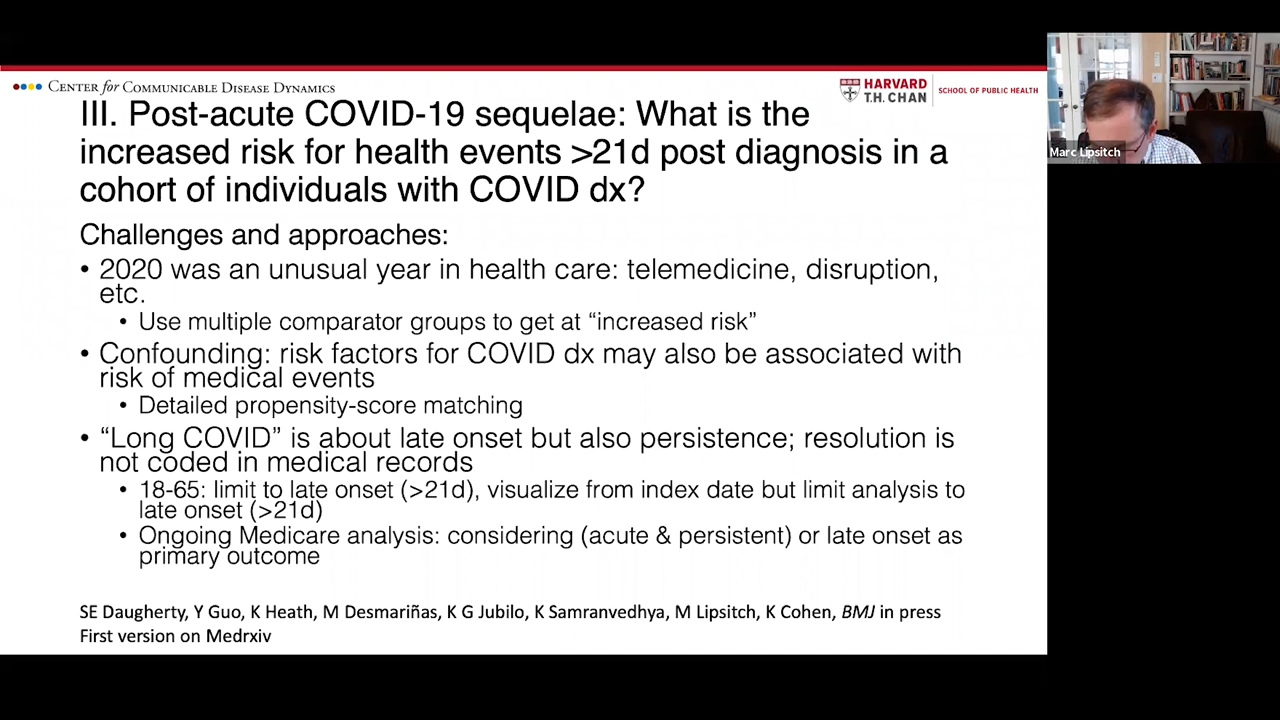 CENTER for COMMUNICABLE DISEASE DYNAMICS
HARVARD
T.H. CHAN
SCHOOL OF PUBLIC HEALTH
III. Post-acute COVID-19 sequelae: What is the
increased risk for health events >21d post diagnosis in a
cohort of individuals with COVID dx?
Marc Lipsitch
Challenges and approaches:
• 2020 was an unusual year in health care: telemedicine, disruption,
etc.
• Use multiple comparator groups to get at “increased risk”
• Confounding: risk factors for COVID dx may also be associated with
risk of medical events
• Detailed propensity-score matching
• “Long COVID” is about late onset but also persistence; resolution is
not coded in medical records
• 18-65: limit to late onset (>21d), visualize from index date but limit analysis to
late onset (>21d)
• Ongoing Medicare analysis: considering (acute & persistent) or late onset as
primary outcome
SE Daugherty, Y Guo, K Heath, M Desmariñas, K G Jubilo, K Samranvedhya, M Lipsitch, K Cohen, BMJ in press
First version on Medrxiv